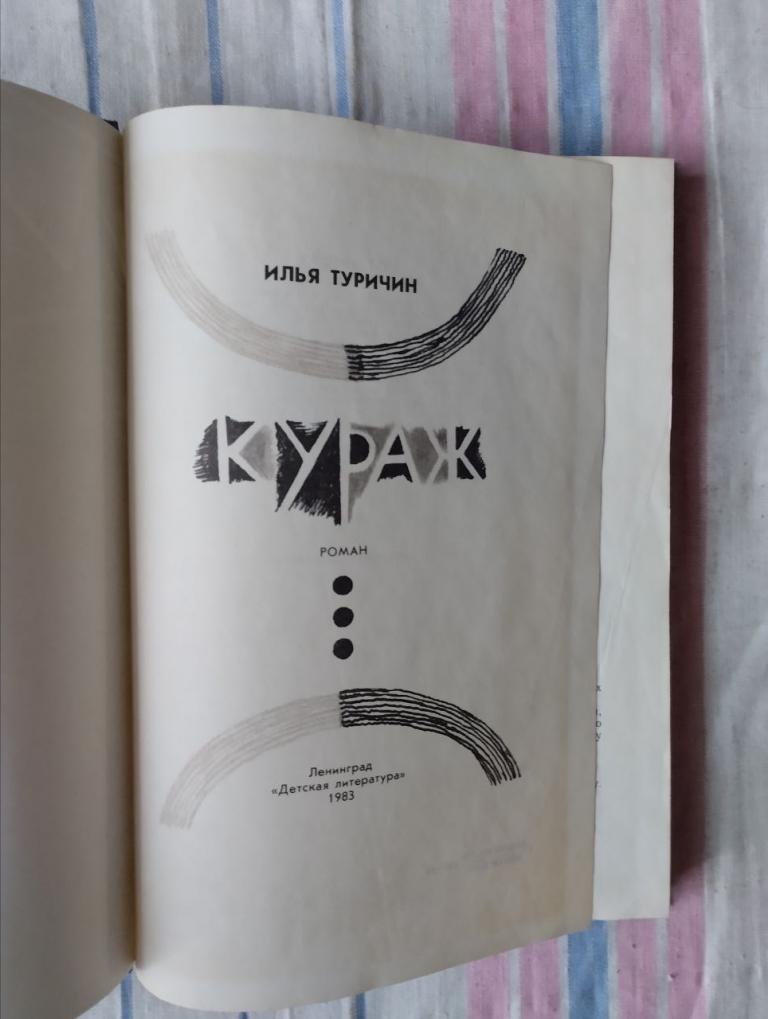 ИЛЬЯ ТУРИЧИН
КУРАЖ
РОМАН
Ленинград
«Детская литература»
1983